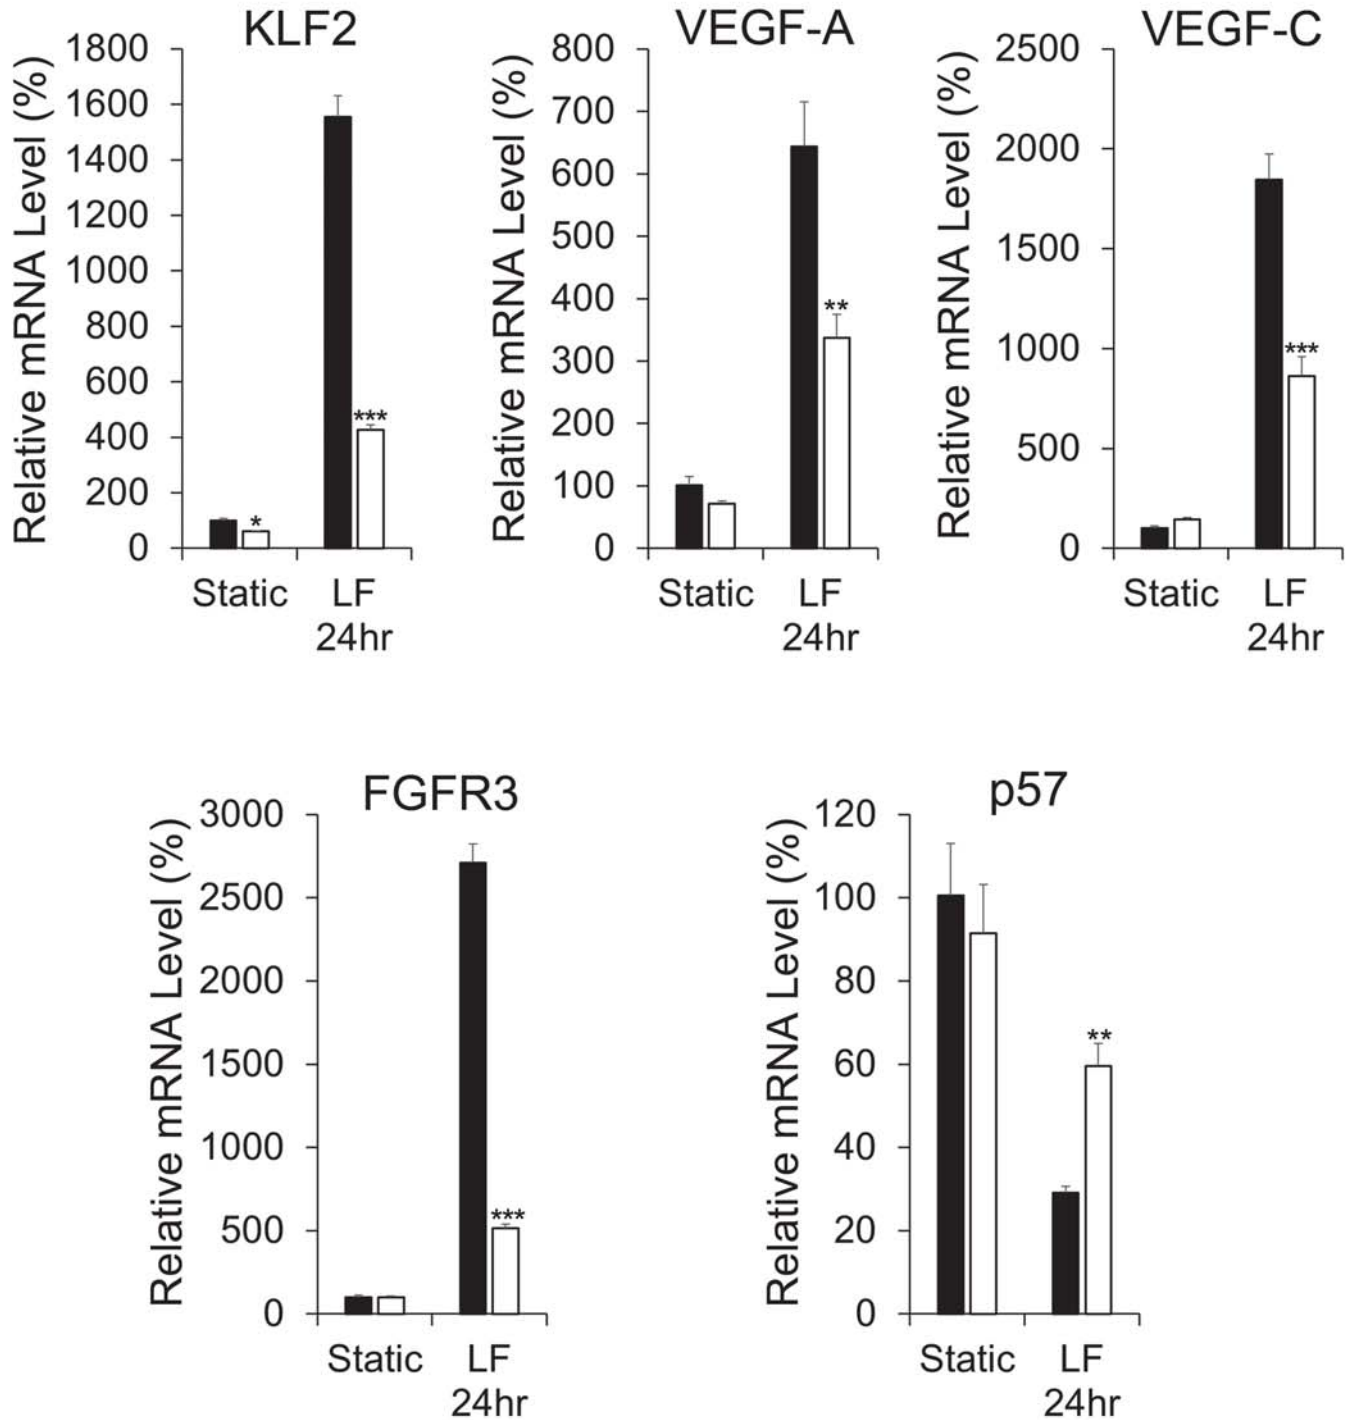 KLF2
Relative mRNA Level (%)
1800
1600
1400
1200
1000
800
600
400
200
0
*
***
Static
LF
24hr
VEGF-A
Relative mRNA Level (%)
800
700
600
500
400
300
200
100
0
**
Static
LF
24hr
VEGF-C
Relative mRNA Level (%)
2500
2000
1500
1000
500
0
***
Static
LF
24hr
FGFR3
Relative mRNA Level (%)
3000
2500
2000
1500
1000
500
0
***
Static
LF
24hr
p57
Relative mRNA Level (%)
120
100
80
60
40
20
0
**
Static
LF
24hr